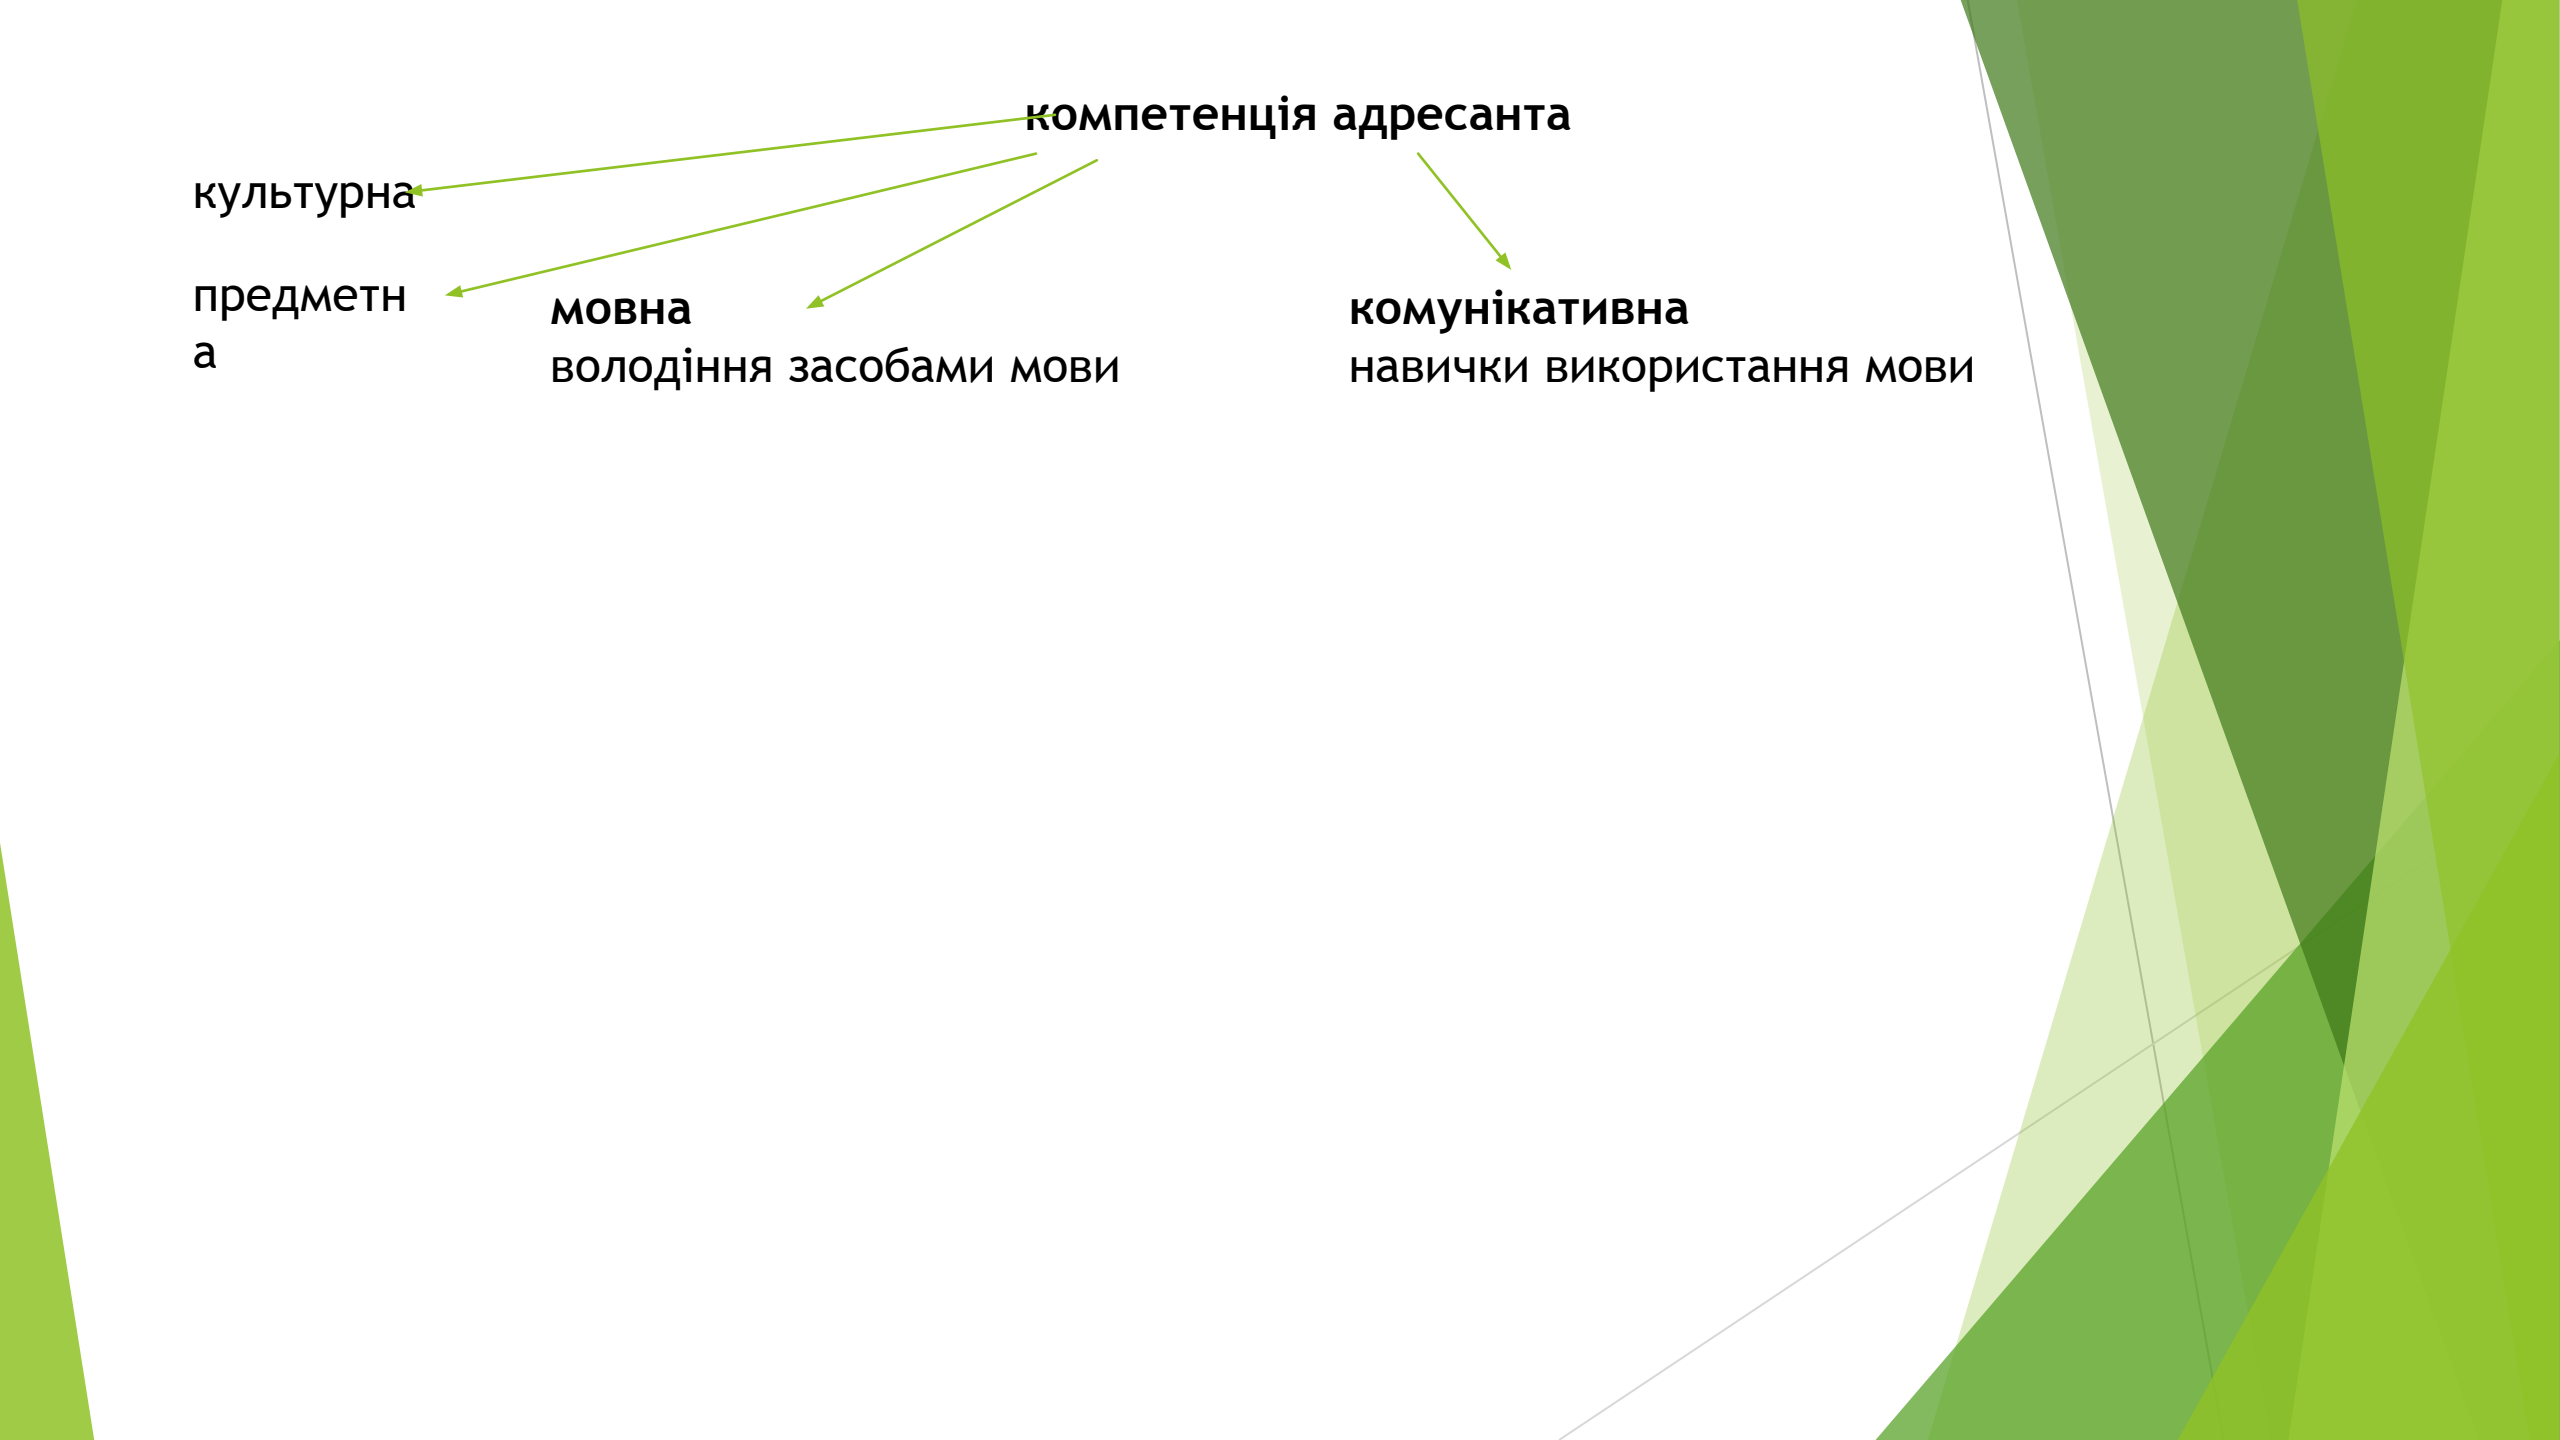 компетенція адресанта
культурна
предметн
а
мовна
володіння засобами мови
комунікативна
навички використання мови